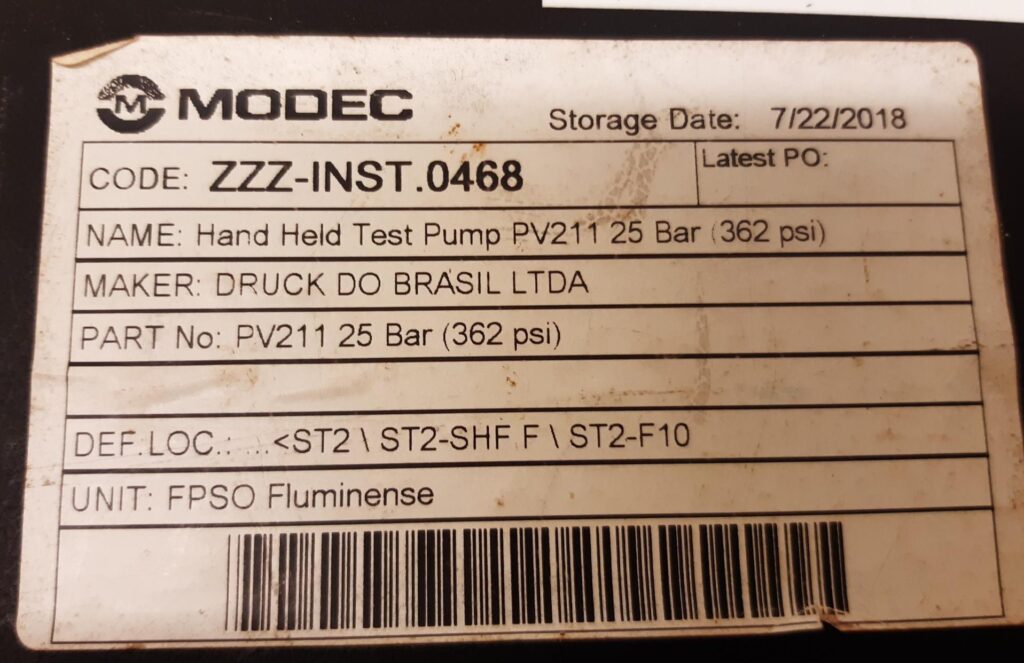 M MODEC
Storage Date: 7/22/2018
CODE: ZZZ-INST.0468
Latest PO:
NAME: Hand Held Test Pump PV211 25 Bar (362 psi)
MAKER: DRUCK DO BRASIL LTDA
PART No: PV211 25 Bar (362 psi)
DEF.LOC.: ...<ST2 \ ST2-SHF F \ ST2-F10
UNIT: FPSO Fluminense